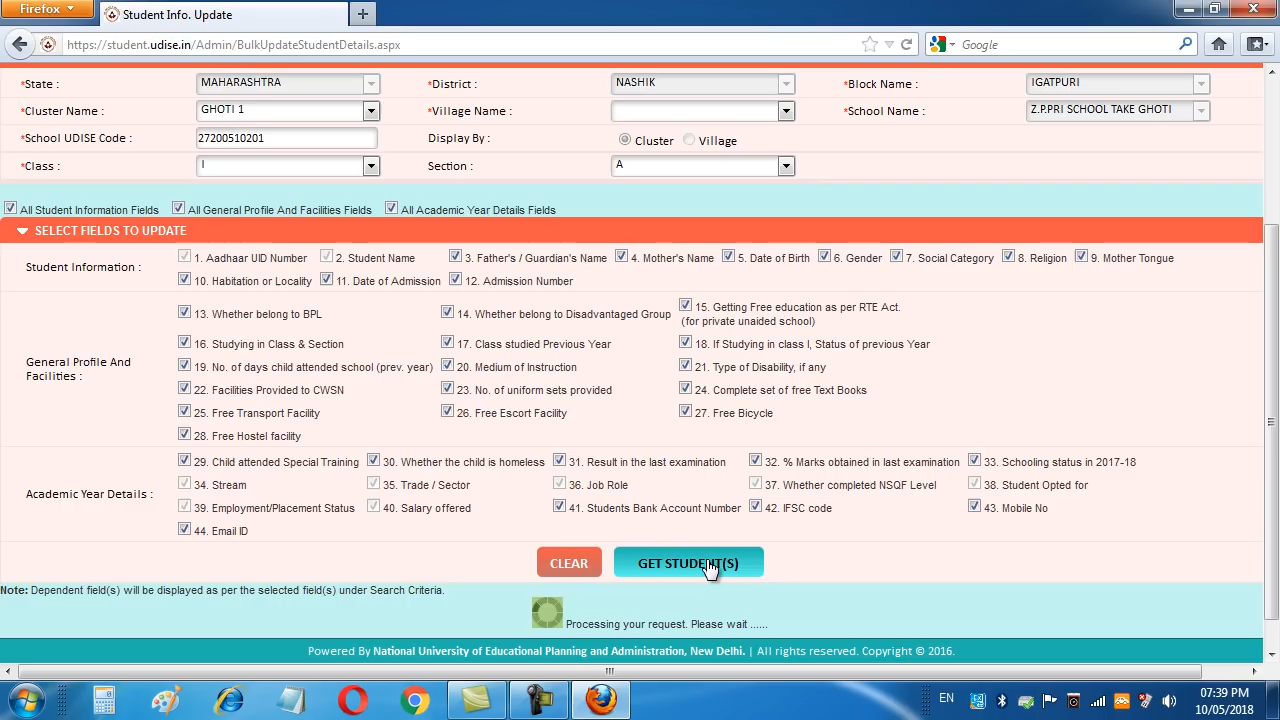 Firefox
Student Info. Update
https://student.udise.in/Admin/BulkUpdateStudentDetails.aspx
Google
*State :
MAHARASHTRA
*District :
NASHIK
*Block Name :
IGATPURI
*Cluster Name :
GHOTI 1
*Village Name :
*School Name :
Z.P.PRI SCHOOL TAKE GHOTI
School UDISE Code :
27200510201
Display By :
Cluster
Village
*Class :
I
Section :
A
All Student Information Fields
All General Profile And Facilities Fields
All Academic Year Details Fields
SELECT FIELDS TO UPDATE
Student Information :
1. Aadhaar UID Number
2. Student Name
3. Father's / Guardian's Name
4. Mother's Name
5. Date of Birth
6. Gender
7. Social Category
8. Religion
9. Mother Tongue
10. Habitation or Locality
11. Date of Admission
12. Admission Number
General Profile And
Facilities :
13. Whether belong to BPL
14. Whether belong to Disadvantaged Group
15. Getting Free education as per RTE Act.
(for private unaided school)
16. Studying in Class & Section
17. Class studied Previous Year
18. If Studying in class I, Status of previous Year
19. No. of days child attended school (prev. year)
20. Medium of Instruction
21. Type of Disability, if any
22. Facilities Provided to CWSN
23. No. of uniform sets provided
24. Complete set of free Text Books
25. Free Transport Facility
26. Free Escort Facility
27. Free Bicycle
28. Free Hostel facility
Academic Year Details :
29. Child attended Special Training
30. Whether the child is homeless
31. Result in the last examination
32. % Marks obtained in last examination
33. Schooling status in 2017-18
34. Stream
35. Trade / Sector
36. Job Role
37. Whether completed NSQF Level
38. Student Opted for
39. Employment/Placement Status
40. Salary offered
41. Students Bank Account Number
42. IFSC code
43. Mobile No
44. Email ID
CLEAR
GET STUDENT(S)
Note: Dependent field(s) will be displayed as per the selected field(s) under Search Criteria.
Processing your request. Please wait ......
Powered By National University of Educational Planning and Administration, New Delhi. | All rights reserved. Copyright © 2016.
EN
07:39 PM
10/05/2018